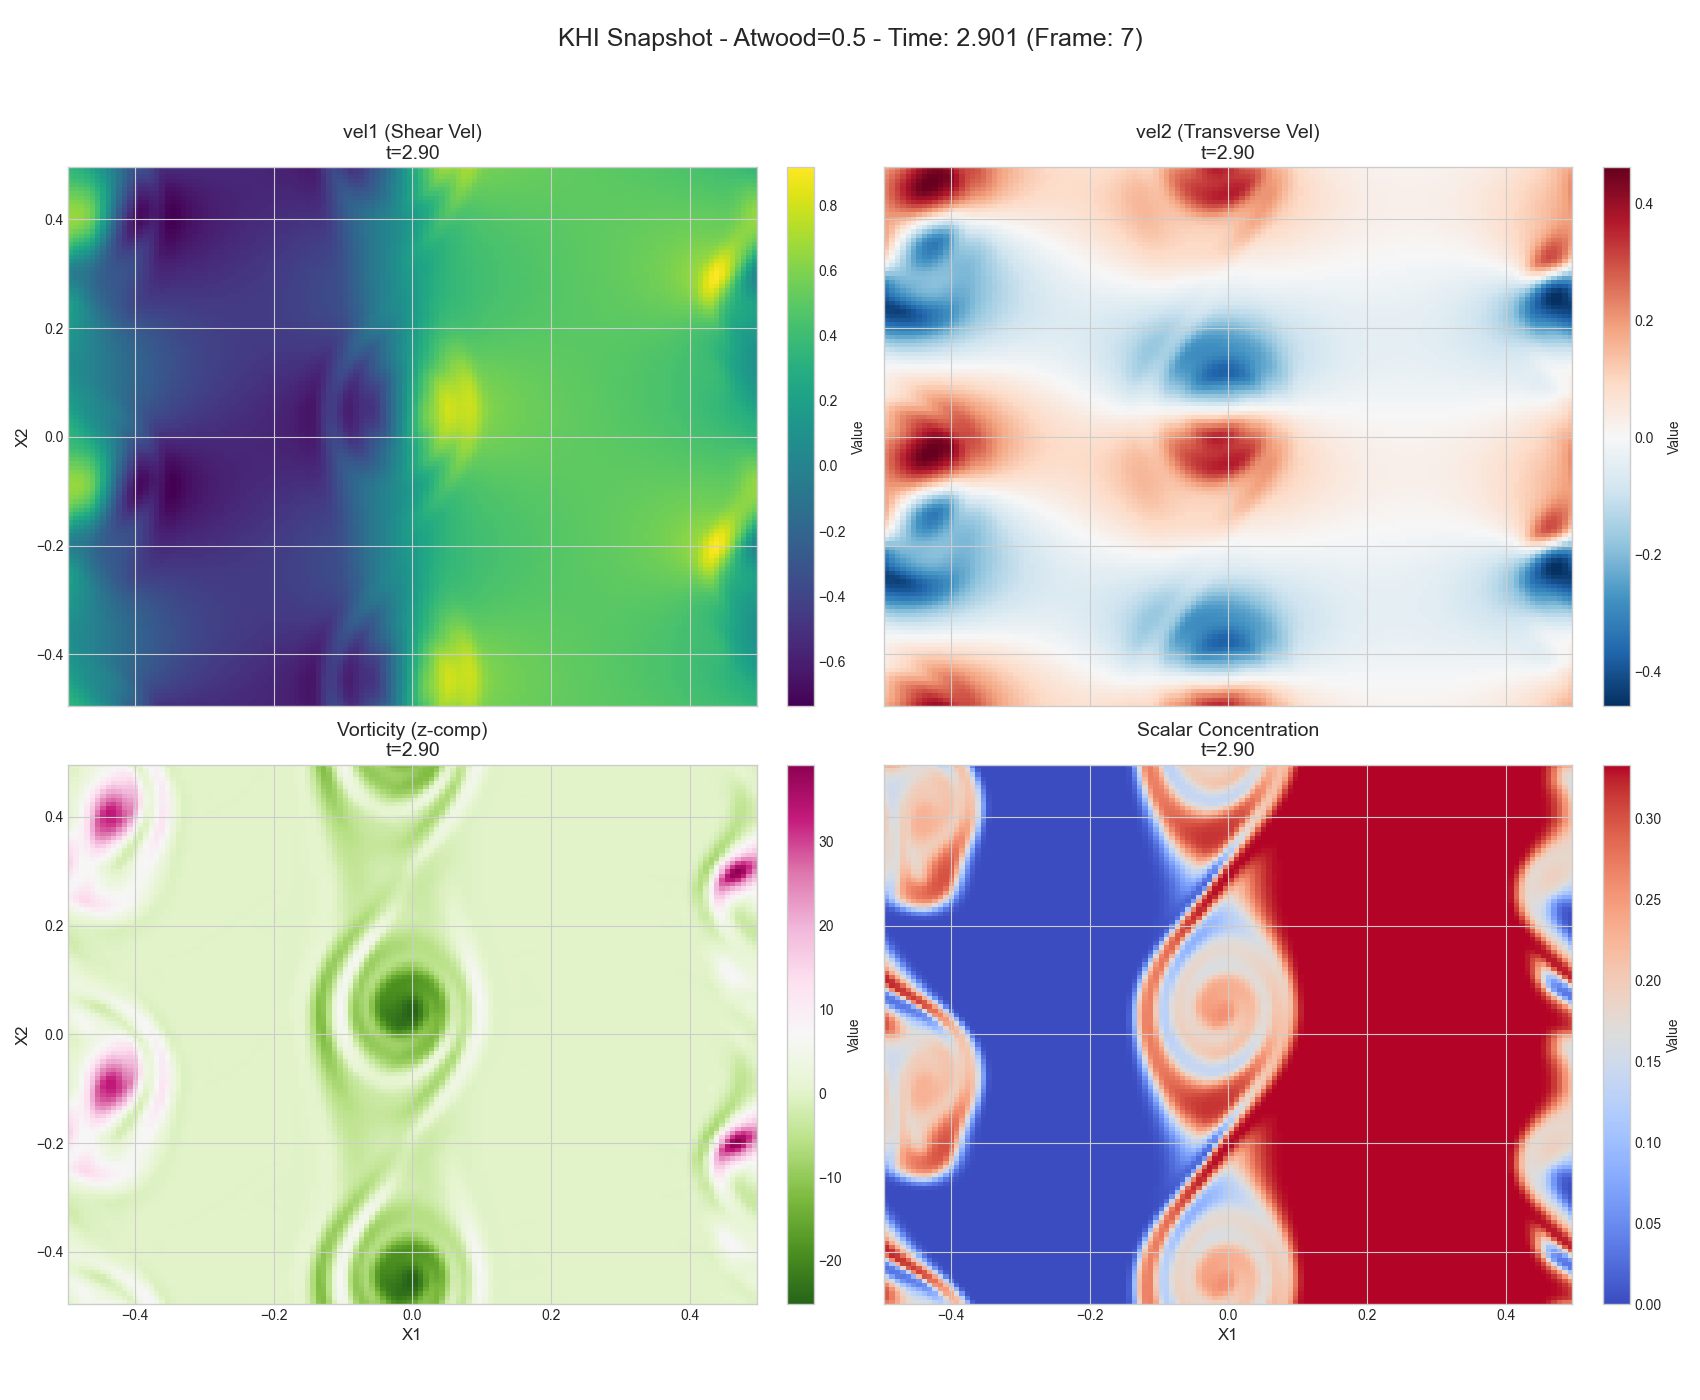 KHI Snapshot - Atwood=0.5 - Time: 2.901 (Frame: 7)
vel1 (Shear Vel)
t=2.90
vel2 (Transverse Vel)
t=2.90
X2
0.4
0.2
0.0
−0.2
−0.4
Value
0.8
0.6
0.4
0.2
0.0
−0.2
−0.4
−0.6
Value
0.4
0.2
0.0
−0.2
−0.4
Vorticity (z-comp)
t=2.90
Scalar Concentration
t=2.90
X2
0.4
0.2
0.0
−0.2
−0.4
−0.4
−0.2
0.0
0.2
0.4
X1
Value
30
20
10
0
−10
−20
−0.4
−0.2
0.0
0.2
0.4
X1
Value
0.30
0.25
0.20
0.15
0.10
0.05
0.00